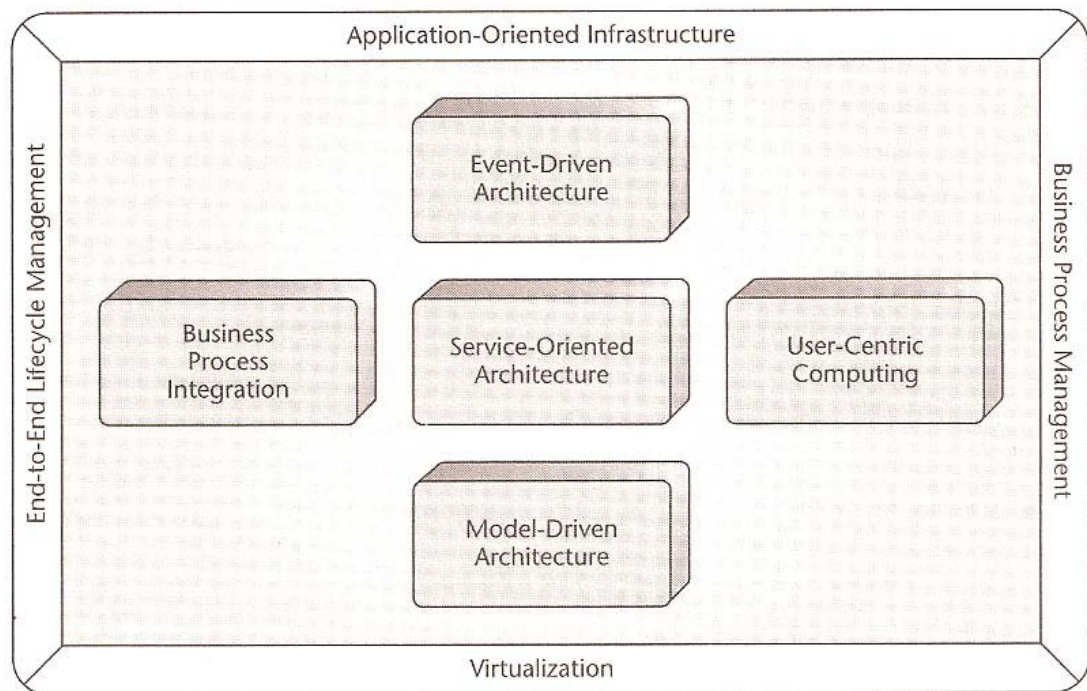 Application-Oriented Infrastructure
End-to-End Lifecycle Management
Event-Driven
Architecture
Business
Process
Integration
Service-Oriented
Architecture
User-Centric
Computing
Model-Driven
Architecture
Business Process Management
Virtualization